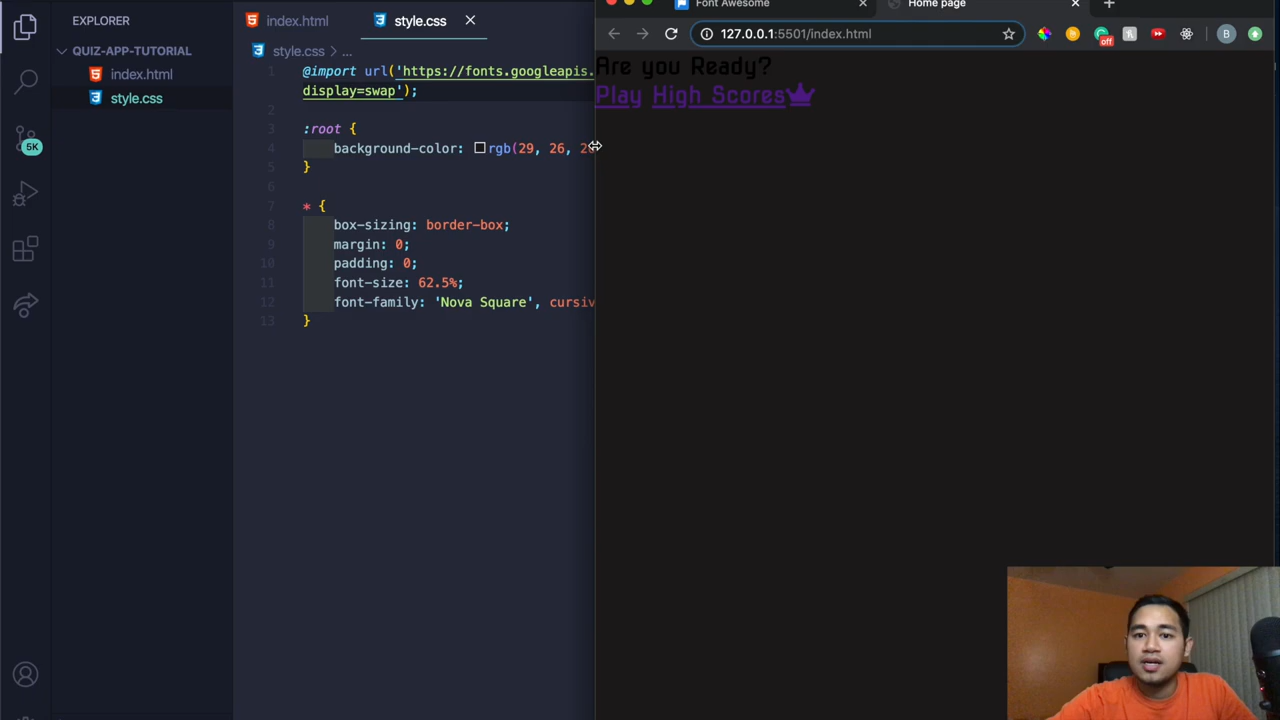 EXPLORER
QUIZ-APP-TUTORIAL
index.html
style.css
5K
index.html
style.css
style.css > ...
1 @import url('https://fonts.googleapis.
display=swap');
2
3 :root {
4 background-color: rgb(29, 26, 2
5 }
6
7 * {
8 box-sizing: border-box;
9 margin: 0;
10 padding: 0;
11 font-size: 62.5%;
12 font-family: 'Nova Square', cursiv
13 }
Font Awesome
Home page
127.0.0.1:5501/index.html
off
B
Are you Ready?
Play High Scores